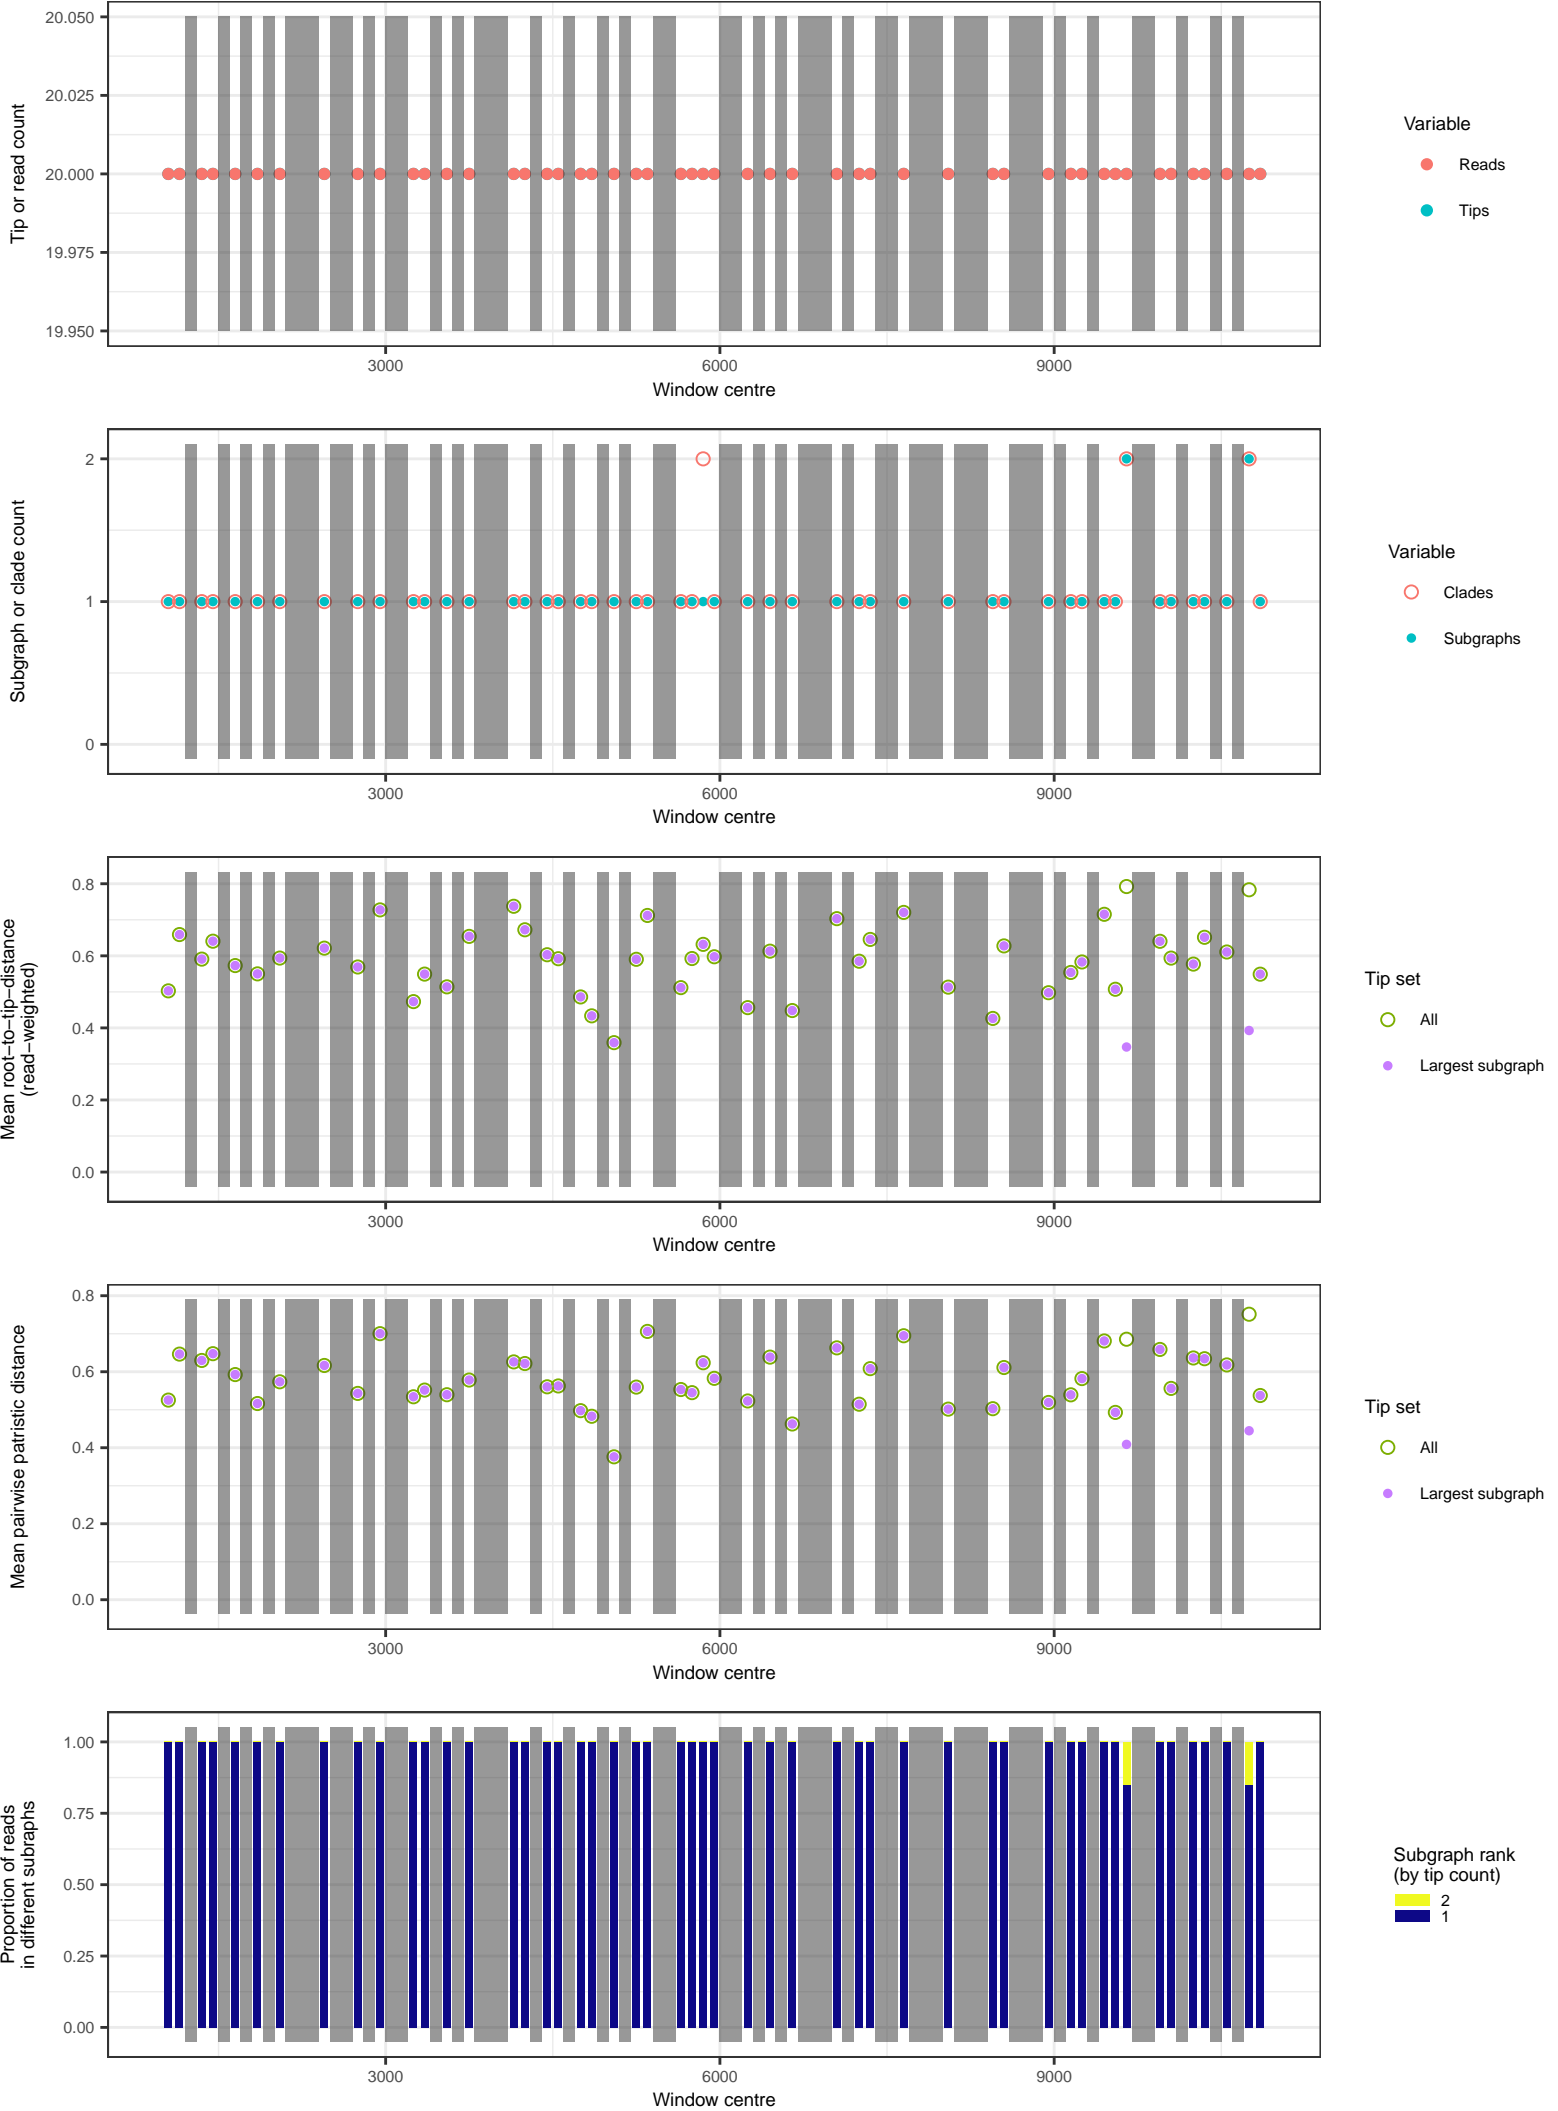 20.050
20.025
20.000
19.975
19.950
Tip or read count
3000
6000
9000
Window centre
Variable
Reads
Tips
2
1
0
Subgraph or clade count
3000
6000
9000
Window centre
Variable
Clades
Subgraphs
0.8
0.6
0.4
0.2
0.0
Mean root−to−tip−distance
(read−weighted)
3000
6000
9000
Window centre
Tip set
All
Largest subgraph
0.8
0.6
0.4
0.2
0.0
Mean pairwise patristic distance
3000
6000
9000
Window centre
Tip set
All
Largest subgraph
1.00
0.75
0.50
0.25
0.00
Proportion of reads
in different subraphs
3000
6000
9000
Window centre
Subgraph rank
(by tip count)
2
1